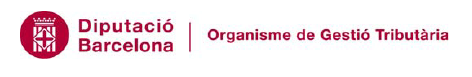 Diputació
Barcelona
Organisme de Gestió Tributària